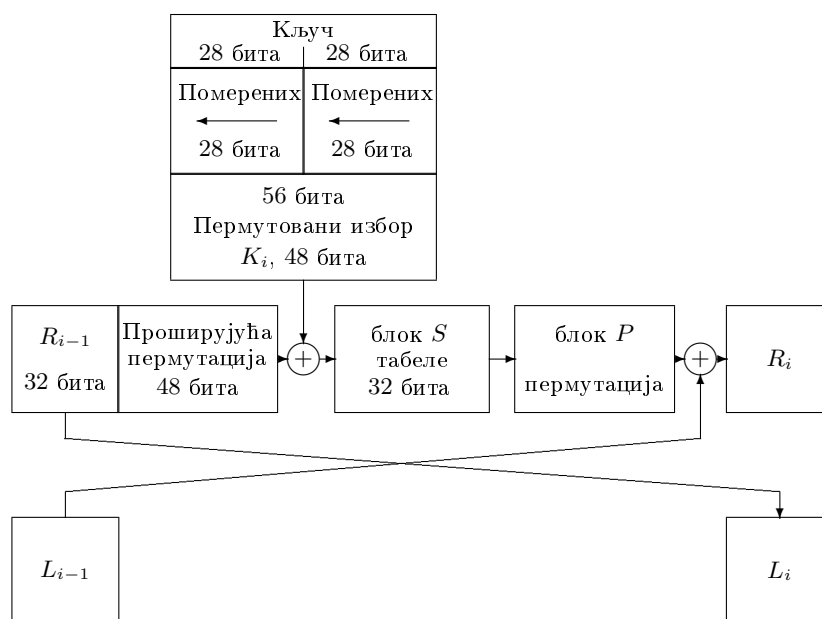 Кључ
28 бита 28 бита
Померених Померених
28 бита 28 бита
56 бита
Пермутовани избор
K_i, 48 бита
R_{i−1}
32 бита
Проширујућа
пермутација
48 бита
+
блок S
табеле
32 бита
блок P
пермутација
+
R_i
L_{i−1}
L_i